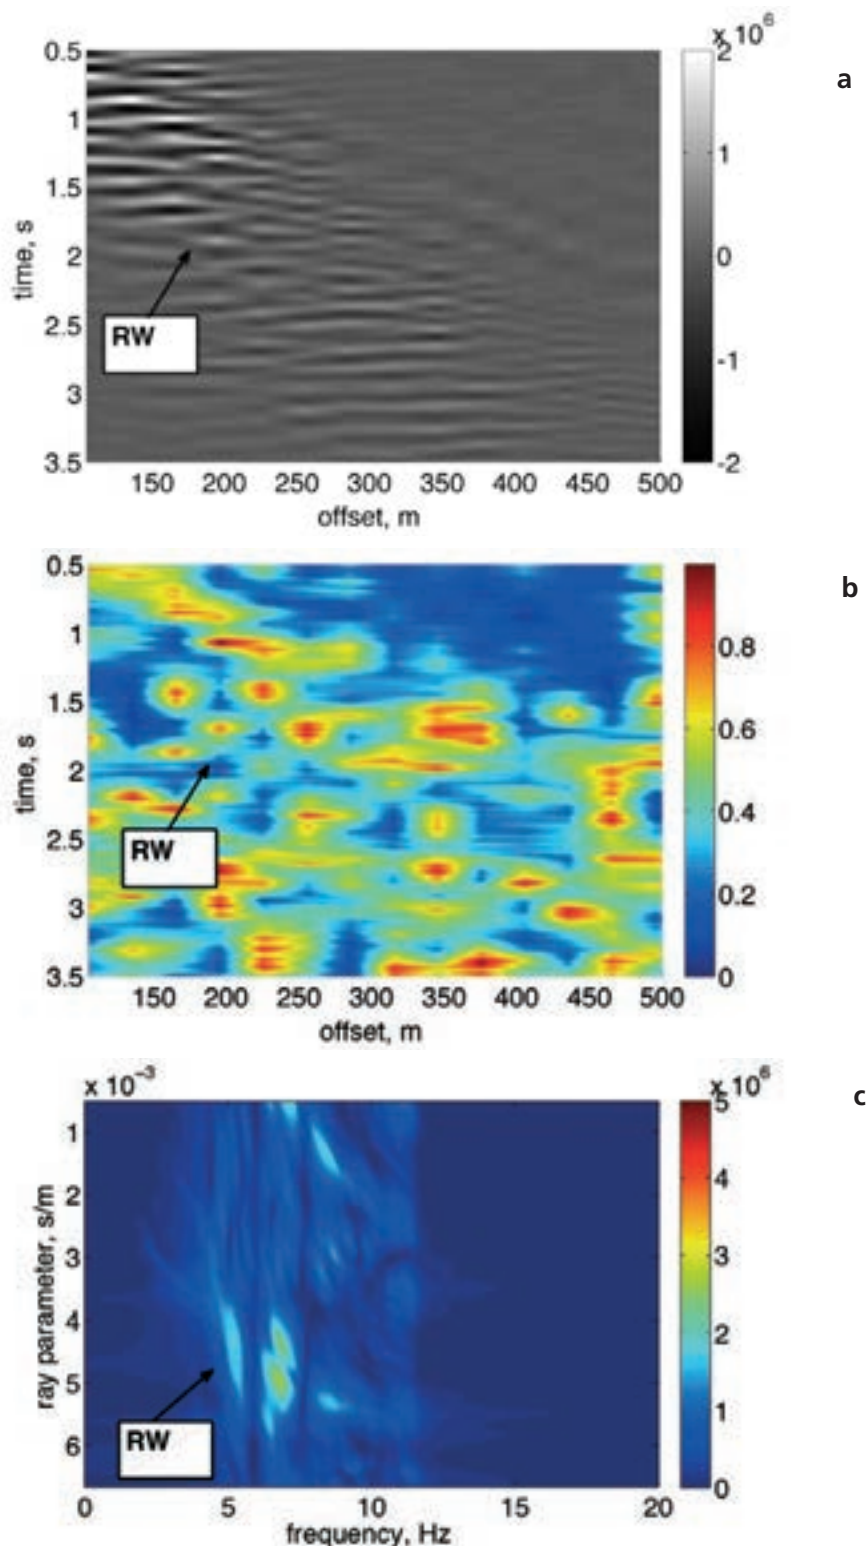 x 10⁶
a
0.5
1
1.5
2
2.5
3
3.5
time, s
RW
150 200 250 300 350 400 450 500
offset, m
2
1
0
-1
-2
b
0.5
1
1.5
2
2.5
3
3.5
time, s
RW
150 200 250 300 350 400 450 500
offset, m
0.8
0.6
0.4
0.2
0
x 10⁻³
x 10⁶
c
1
2
3
4
5
6
ray parameter, s/m
RW
0 5 10 15 20
frequency, Hz
5
4
3
2
1
0